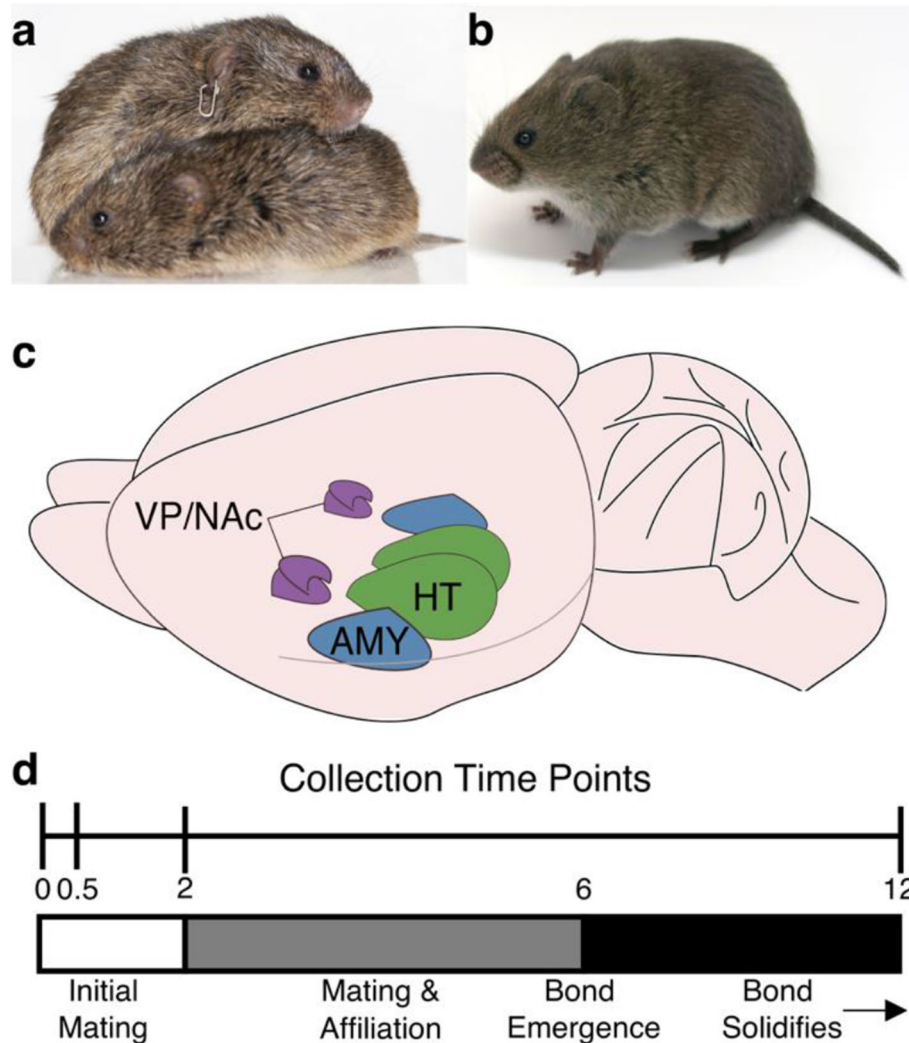 a
b
c
VP/NAc
HT
AMY
d
Collection Time Points
0 0.5 2 6 12
Initial
Mating
Mating &
Affiliation
Bond
Emergence
Bond
Solidifies